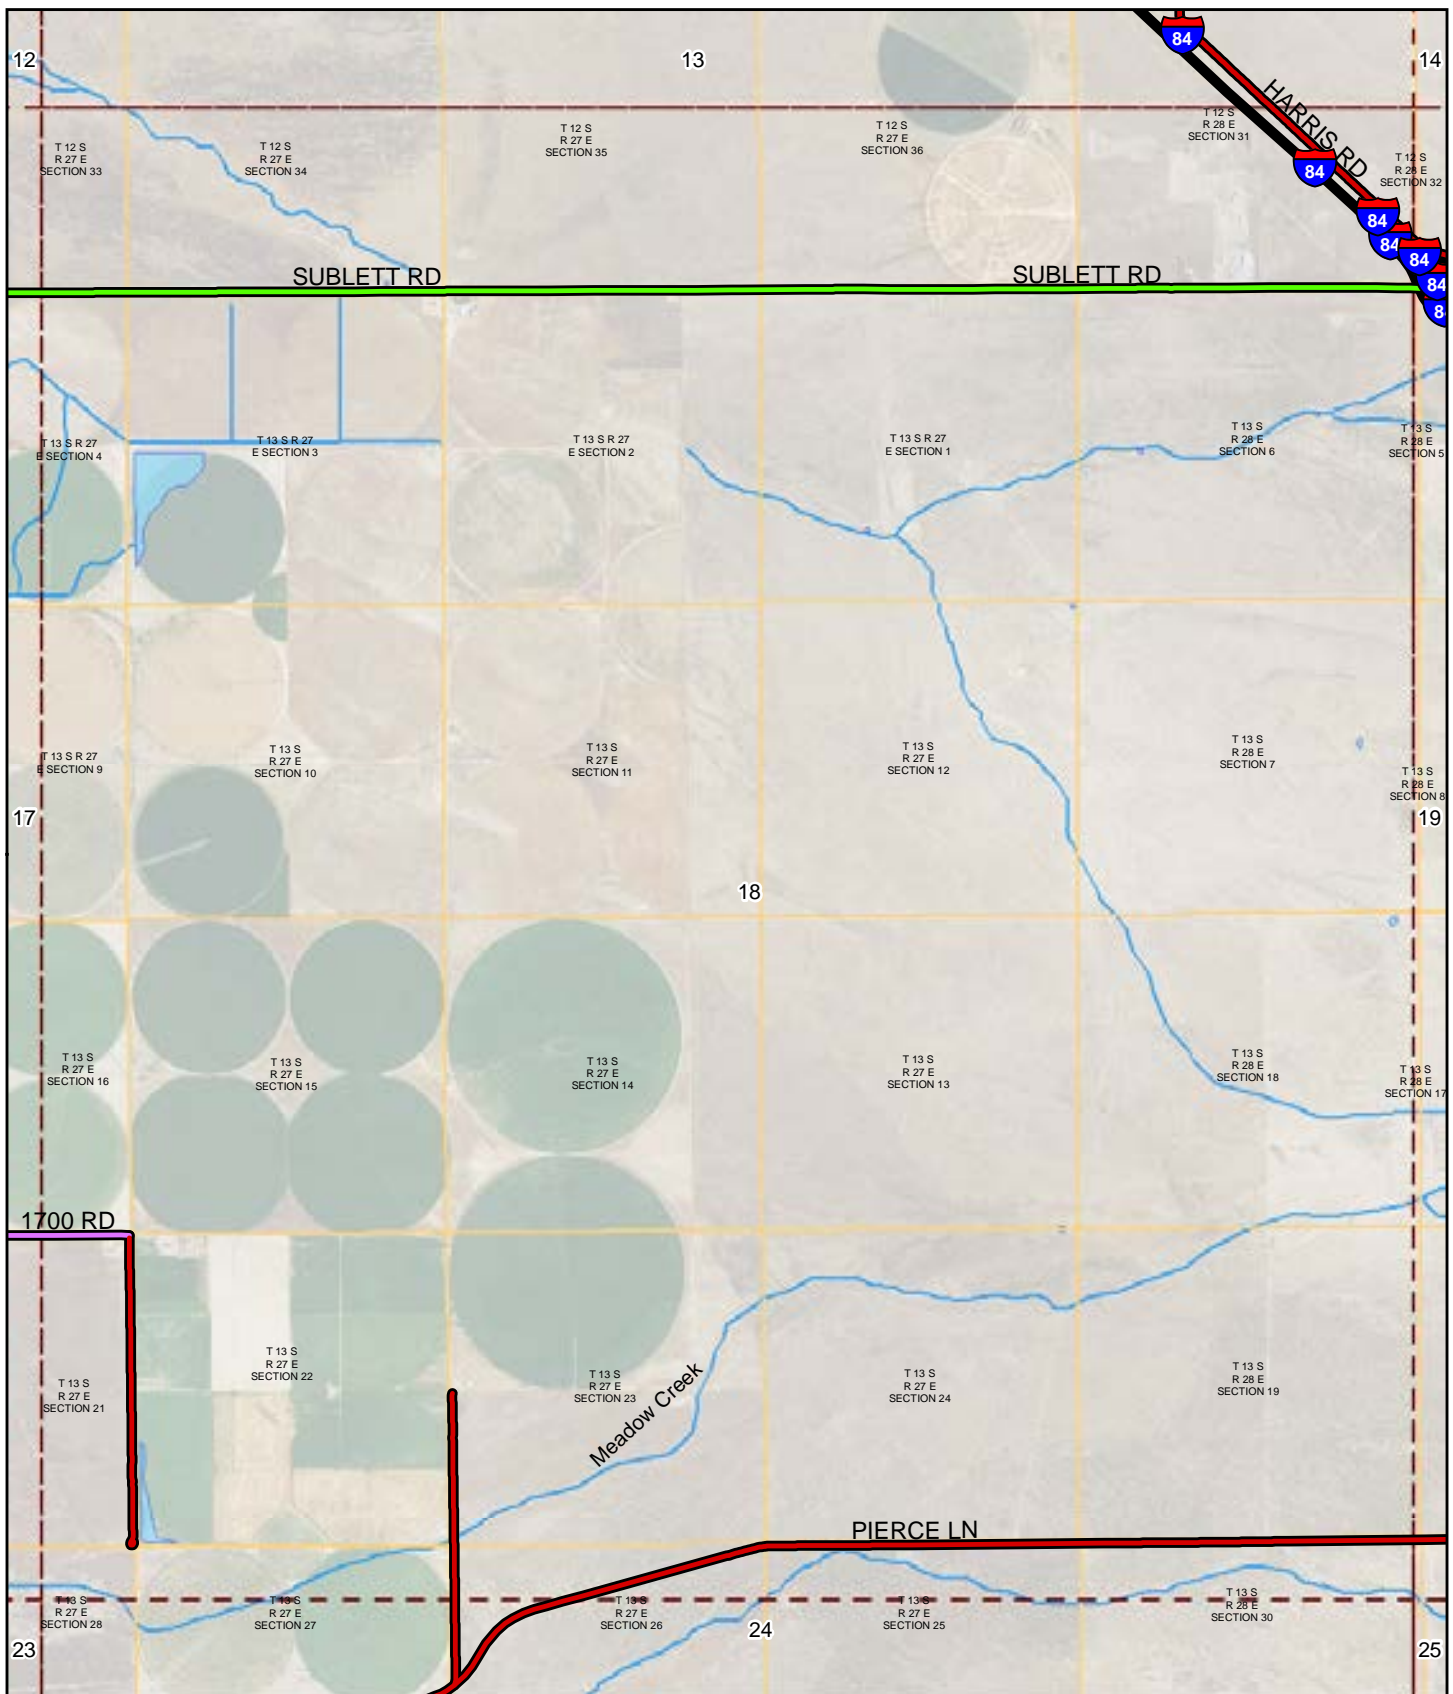 12
13
14
84
HARRIS RD
84
84
84
84
84
8
T 12 S
R 27 E
SECTION 33
T 12 S
R 27 E
SECTION 34
T 12 S
R 27 E
SECTION 35
T 12 S
R 27 E
SECTION 36
T 12 S
R 28 E
SECTION 31
T 12 S
R 28 E
SECTION 32
SUBLETT RD
SUBLETT RD
T 13 S R 27
E SECTION 4
T 13 S R 27
E SECTION 3
T 13 S R 27
E SECTION 2
T 13 S R 27
E SECTION 1
T 13 S
R 28 E
SECTION 6
T 13 S
R 28 E
SECTION 5
T 13 S R 27
E SECTION 9
T 13 S
R 27 E
SECTION 10
T 13 S
R 27 E
SECTION 11
T 13 S
R 27 E
SECTION 12
T 13 S
R 28 E
SECTION 7
T 13 S
R 28 E
SECTION 8
17
18
19
T 13 S
R 27 E
SECTION 16
T 13 S
R 27 E
SECTION 15
T 13 S
R 27 E
SECTION 14
T 13 S
R 27 E
SECTION 13
T 13 S
R 28 E
SECTION 18
T 13 S
R 28 E
SECTION 17
1700 RD
T 13 S
R 27 E
SECTION 21
T 13 S
R 27 E
SECTION 22
T 13 S
R 27 E
SECTION 23
Meadow Creek
T 13 S
R 27 E
SECTION 24
T 13 S
R 28 E
SECTION 19
PIERCE LN
T 13 S
R 27 E
SECTION 28
T 13 S
R 27 E
SECTION 27
T 13 S
R 27 E
SECTION 26
T 13 S
R 27 E
SECTION 25
T 13 S
R 28 E
SECTION 30
23
24
25